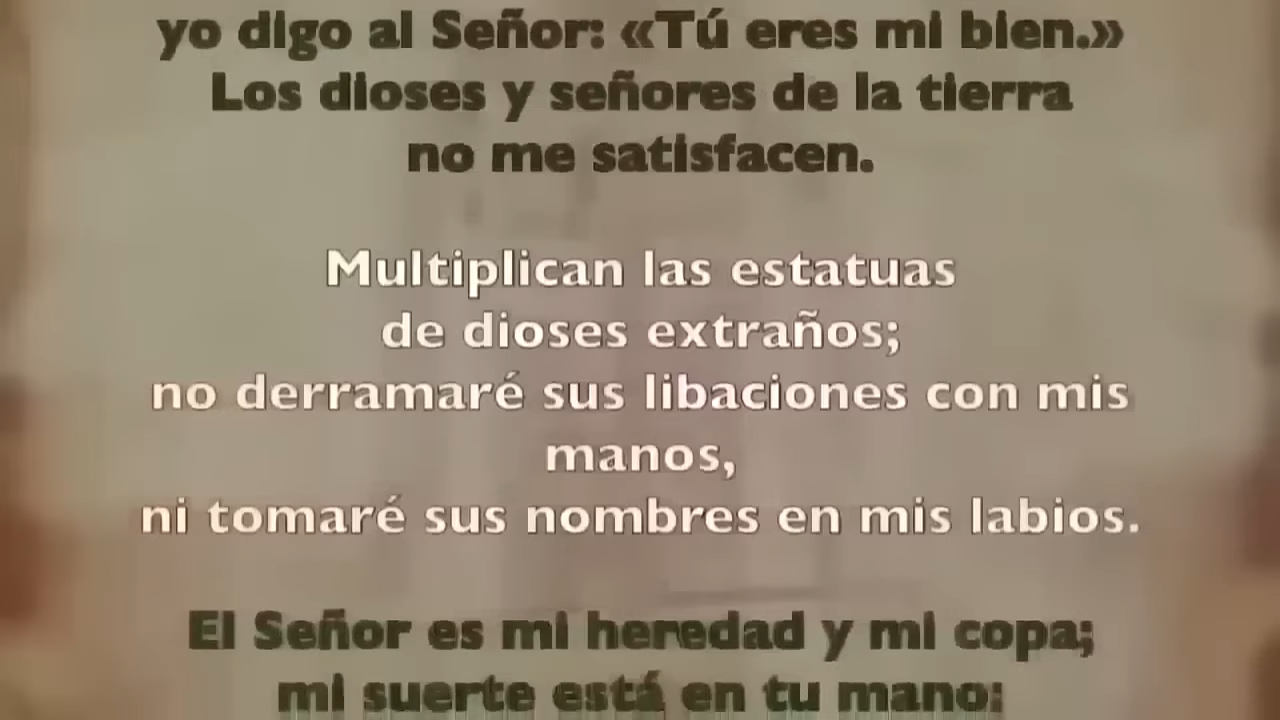 yo digo al Señor: «Tú eres mi bien.»
Los dioses y señores de la tierra
no me satisfacen.
Multiplican las estatuas
de dioses extraños;
no derramaré sus libaciones con mis
manos,
ni tomaré sus nombres en mis labios.
El Señor es mi heredad y mi copa;
mi suerte está en tu mano: